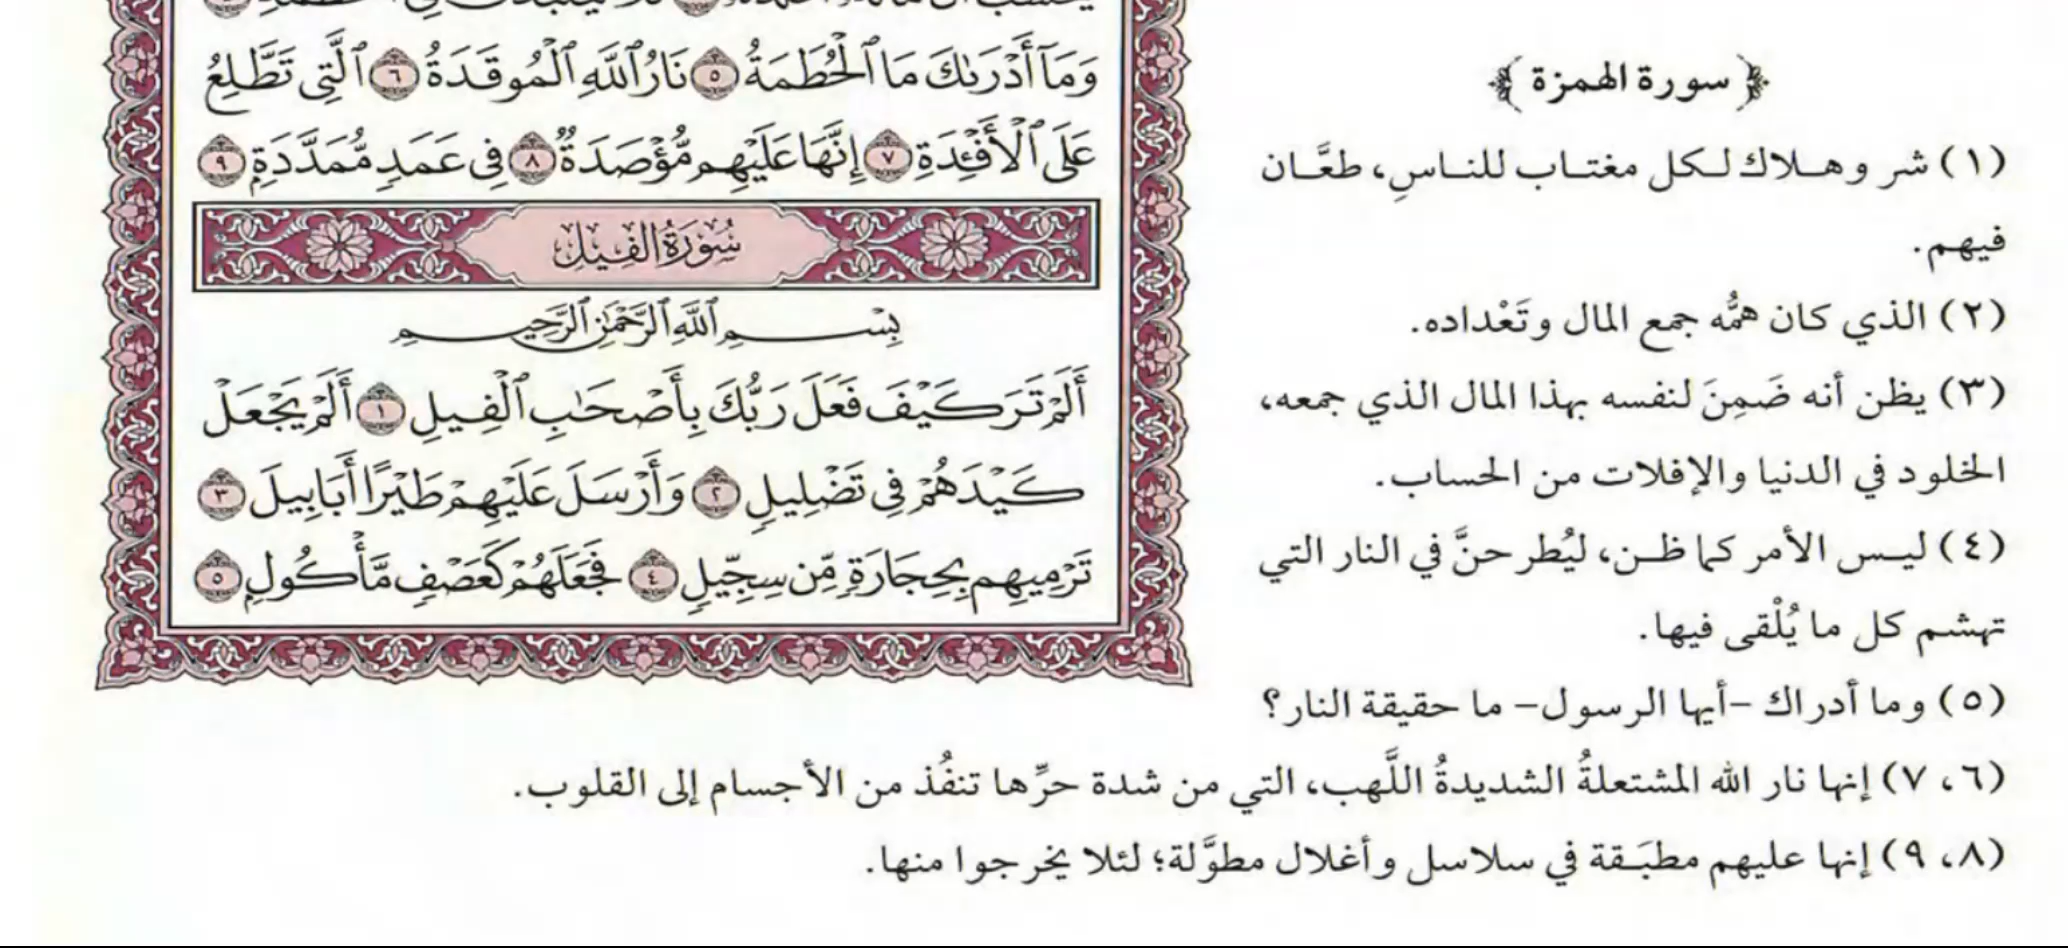 وَمَآ أَدْرَىٰكَ مَا ٱلْحُطَمَةُ ٥ نَارُ ٱللَّهِ ٱلْمُوقَدَةُ ٦ ٱلَّتِى تَطَّلِعُ
عَلَى ٱلْأَفْـِٔدَةِ ٧ إِنَّهَا عَلَيْهِم مُّؤْصَدَةٌ ٨ فِى عَمَدٍ مُّمَدَّدَةٍۭ ٩
سُورَةُ الفِيلِ
بِسْمِ ٱللَّهِ ٱلرَّحْمَٰنِ ٱلرَّحِيمِ
أَلَمْ تَرَ كَيْفَ فَعَلَ رَبُّكَ بِأَصْحَٰبِ ٱلْفِيلِ ١ أَلَمْ يَجْعَلْ
كَيْدَهُمْ فِى تَضْلِيلٍ ٢ وَأَرْسَلَ عَلَيْهِمْ طَيْرًا أَبَابِيلَ ٣
تَرْمِيهِم بِحِجَارَةٍ مِّن سِجِّيلٍ ٤ فَجَعَلَهُمْ كَعَصْفٍ مَّأْكُولٍۭ ٥
﴿ سورة الهمزة ﴾
(١) شر وهلاك لكل مغتاب للناسِ، طعَّان
فيهم.
(٢) الذي كان همُّه جمع المال وتَعْداده.
(٣) يظن أنه ضَمِنَ لنفسه بهذا المال الذي جمعه،
الخلود في الدنيا والإفلات من الحساب.
(٤) ليس الأمر كما ظن، ليُطرحنَّ في النار التي
تهشم كل ما يُلْقى فيها.
(٥) وما أدراك -أيها الرسول- ما حقيقة النار؟
(٦، ٧) إنها نار الله المشتعلةُ الشديدةُ اللَّهب، التي من شدة حرِّها تنفُذ من الأجسام إلى القلوب.
(٨، ٩) إنها عليهم مطبَقة في سلاسل وأغلال مطوَّلة؛ لئلا يخرجوا منها.